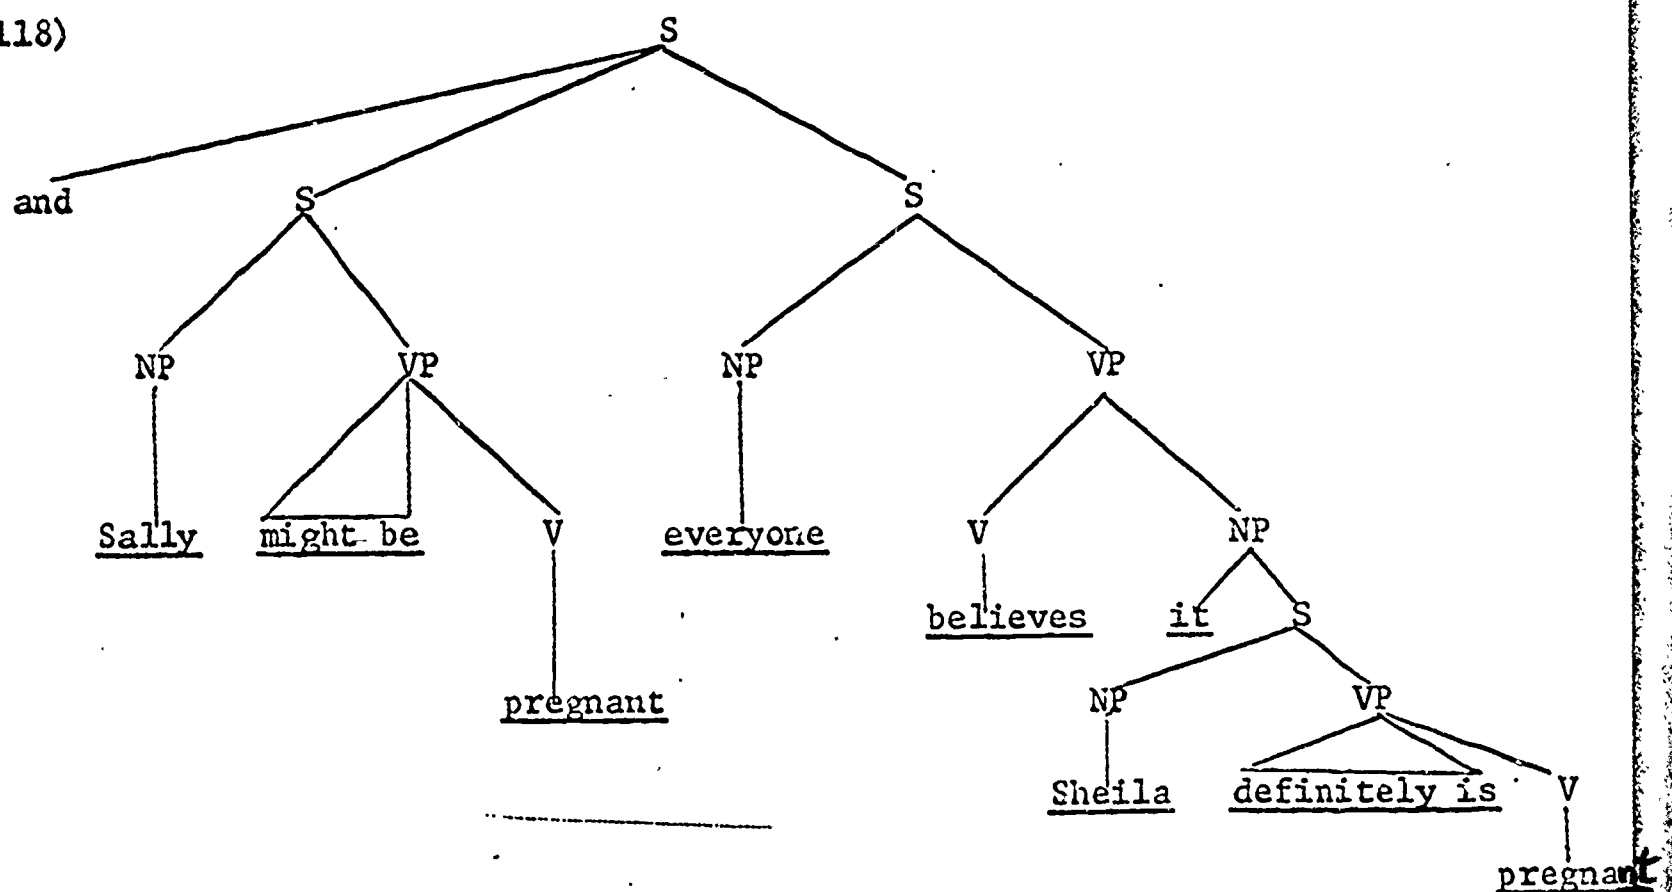 118)
S
and
S
S
NP
VP
NP
VP
Sally
might be
V
everyone
V
NP
believes
it
S
pregnant
NP
VP
Sheila
definitely is
V
pregnant